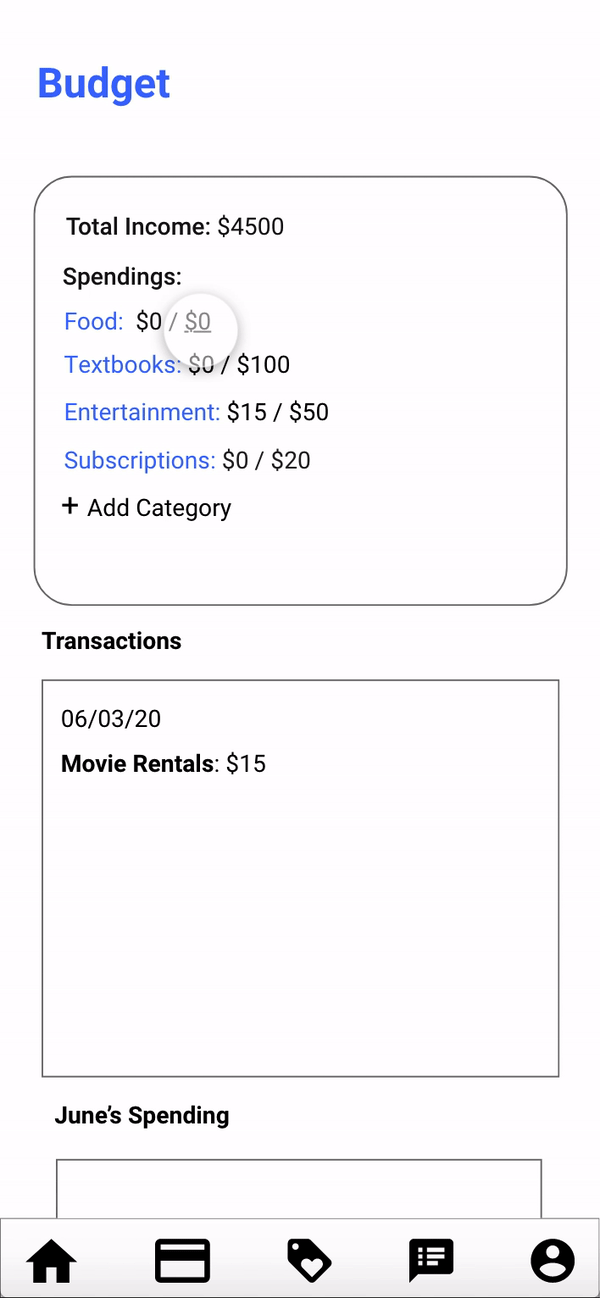 Budget
Total Income: $4500
Spendings:
Food: $0 / $0
Textbooks: $0 / $100
Entertainment: $15 / $50
Subscriptions: $0 / $20
+ Add Category
Transactions
06/03/20
Movie Rentals: $15
June’s Spending